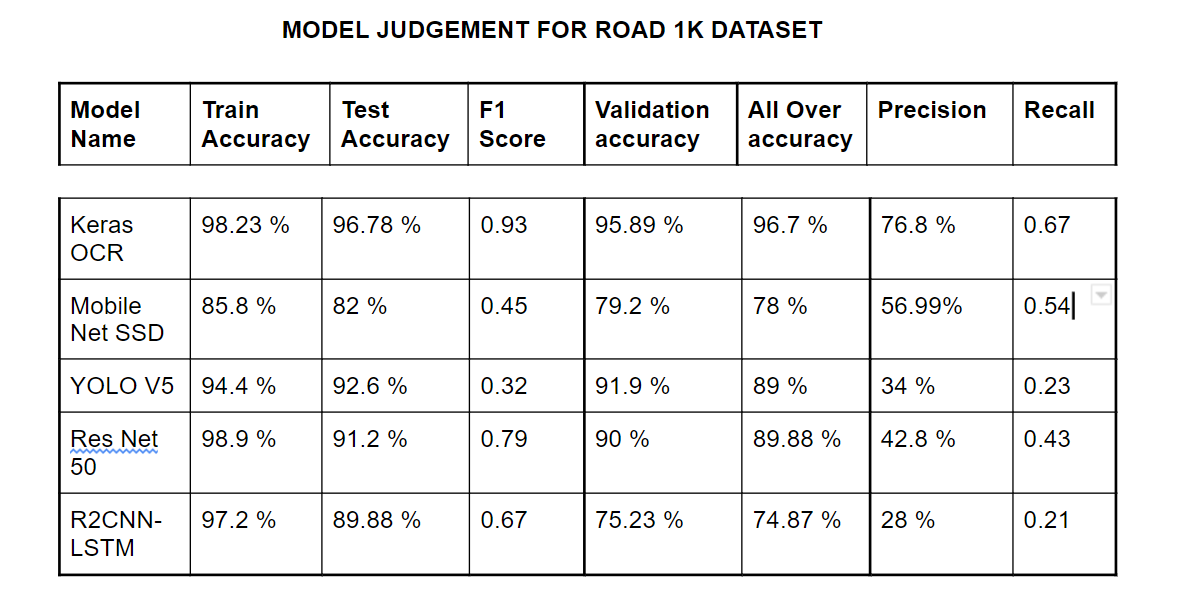 MODEL JUDGEMENT FOR ROAD 1K DATASET
Model Name Train Accuracy Test Accuracy F1 Score Validation accuracy All Over accuracy Precision Recall
Keras OCR 98.23 % 96.78 % 0.93 95.89 % 96.7 % 76.8 % 0.67
Mobile Net SSD 85.8 % 82 % 0.45 79.2 % 78 % 56.99% 0.54
YOLO V5 94.4 % 92.6 % 0.32 91.9 % 89 % 34 % 0.23
Res Net 50 98.9 % 91.2 % 0.79 90 % 89.88 % 42.8 % 0.43
R2CNN-LSTM 97.2 % 89.88 % 0.67 75.23 % 74.87 % 28 % 0.21